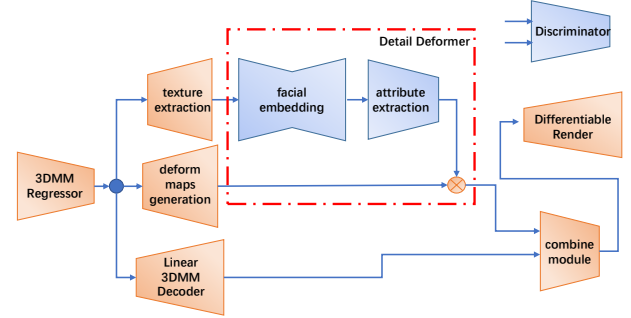 Detail Deformer
Discriminator
texture
extraction
facial
embedding
attribute
extraction
Differentiable
Render
3DMM
Regressor
deform
maps
generation
combine
module
Linear
3DMM
Decoder